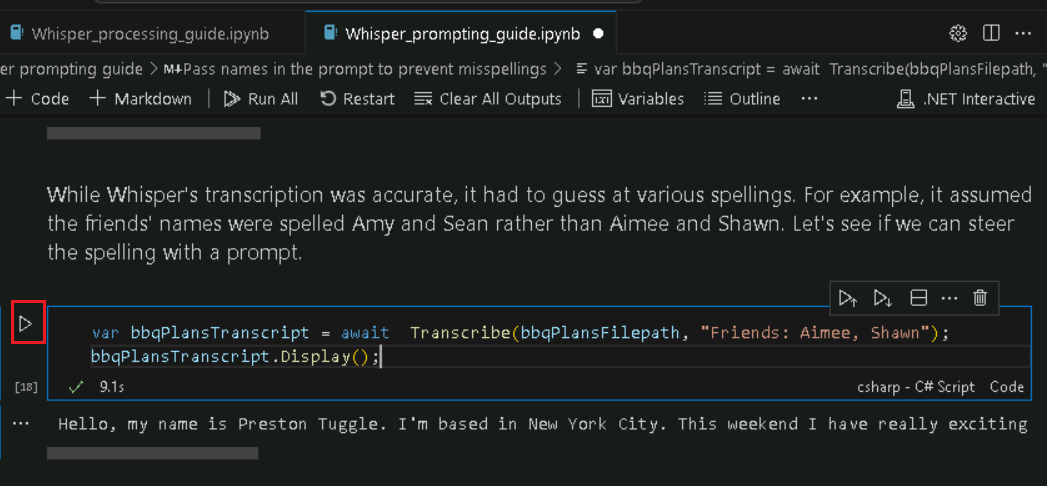 Whisper_processing_guide.ipynb Whisper_prompting_guide.ipynb
er prompting guide > M↓Pass names in the prompt to prevent misspellings > var bbqPlansTranscript = await Transcribe(bbqPlansFilepath, "
+ Code + Markdown Run All Restart Clear All Outputs Variables Outline ... .NET Interactive
While Whisper's transcription was accurate, it had to guess at various spellings. For example, it assumed
the friends' names were spelled Amy and Sean rather than Aimee and Shawn. Let's see if we can steer
the spelling with a prompt.
var bbqPlansTranscript = await Transcribe(bbqPlansFilepath, "Friends: Aimee, Shawn");
bbqPlansTranscript.Display();
[18] ✓ 9.1s csharp - C# Script Code
... Hello, my name is Preston Tuggle. I'm based in New York City. This weekend I have really exciting